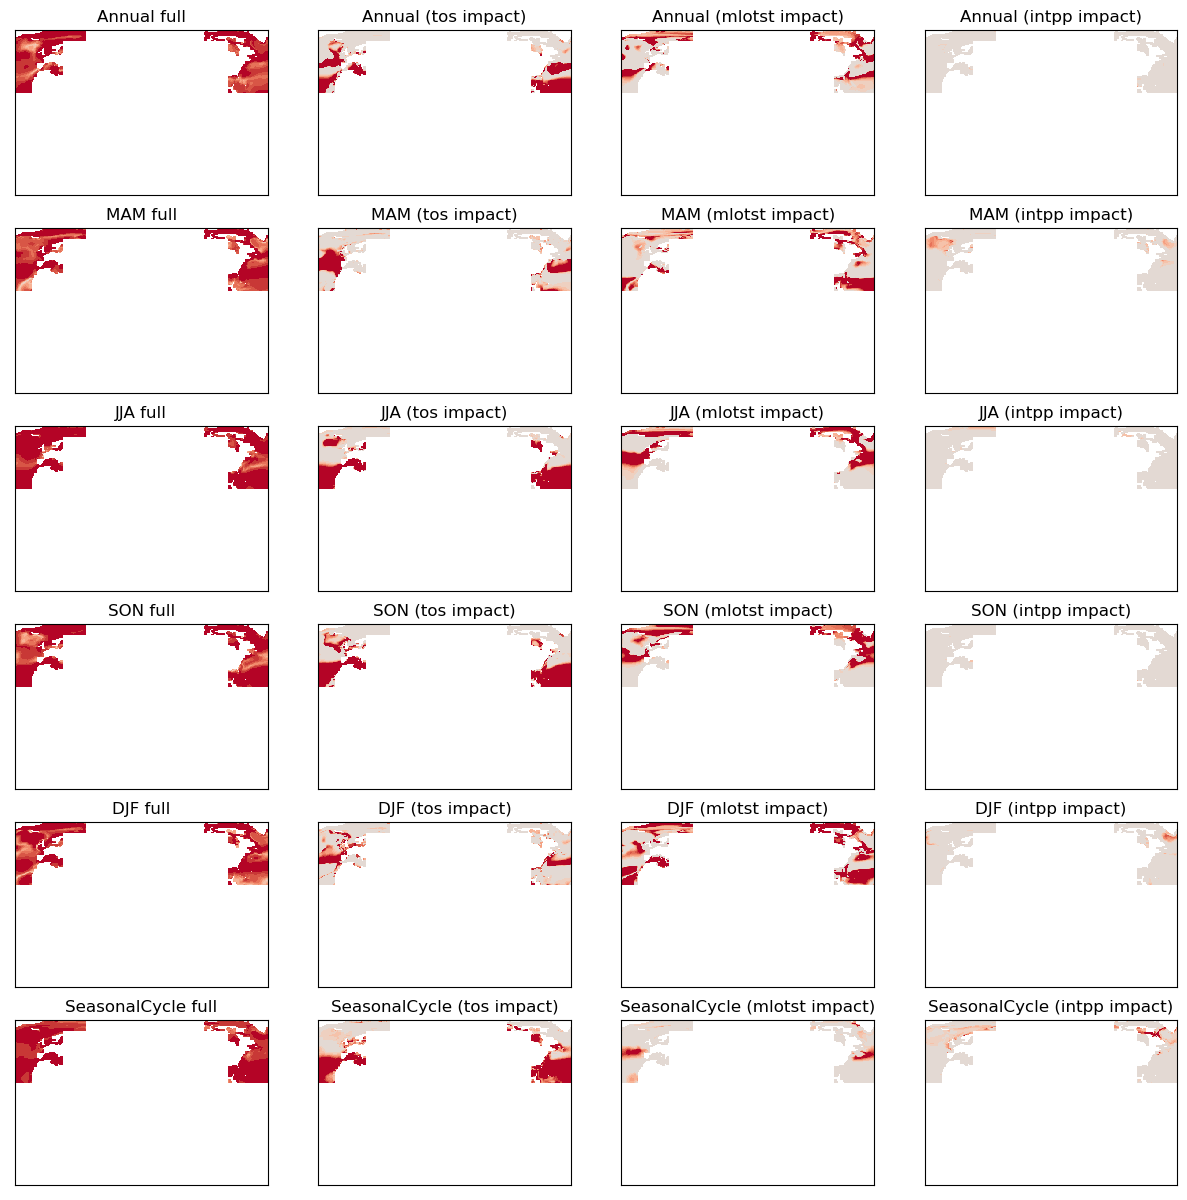 Annual full
Annual (tos impact)
Annual (mlotst impact)
Annual (intpp impact)
MAM full
MAM (tos impact)
MAM (mlotst impact)
MAM (intpp impact)
JJA full
JJA (tos impact)
JJA (mlotst impact)
JJA (intpp impact)
SON full
SON (tos impact)
SON (mlotst impact)
SON (intpp impact)
DJF full
DJF (tos impact)
DJF (mlotst impact)
DJF (intpp impact)
SeasonalCycle full
SeasonalCycle (tos impact)
SeasonalCycle (mlotst impact)
SeasonalCycle (intpp impact)